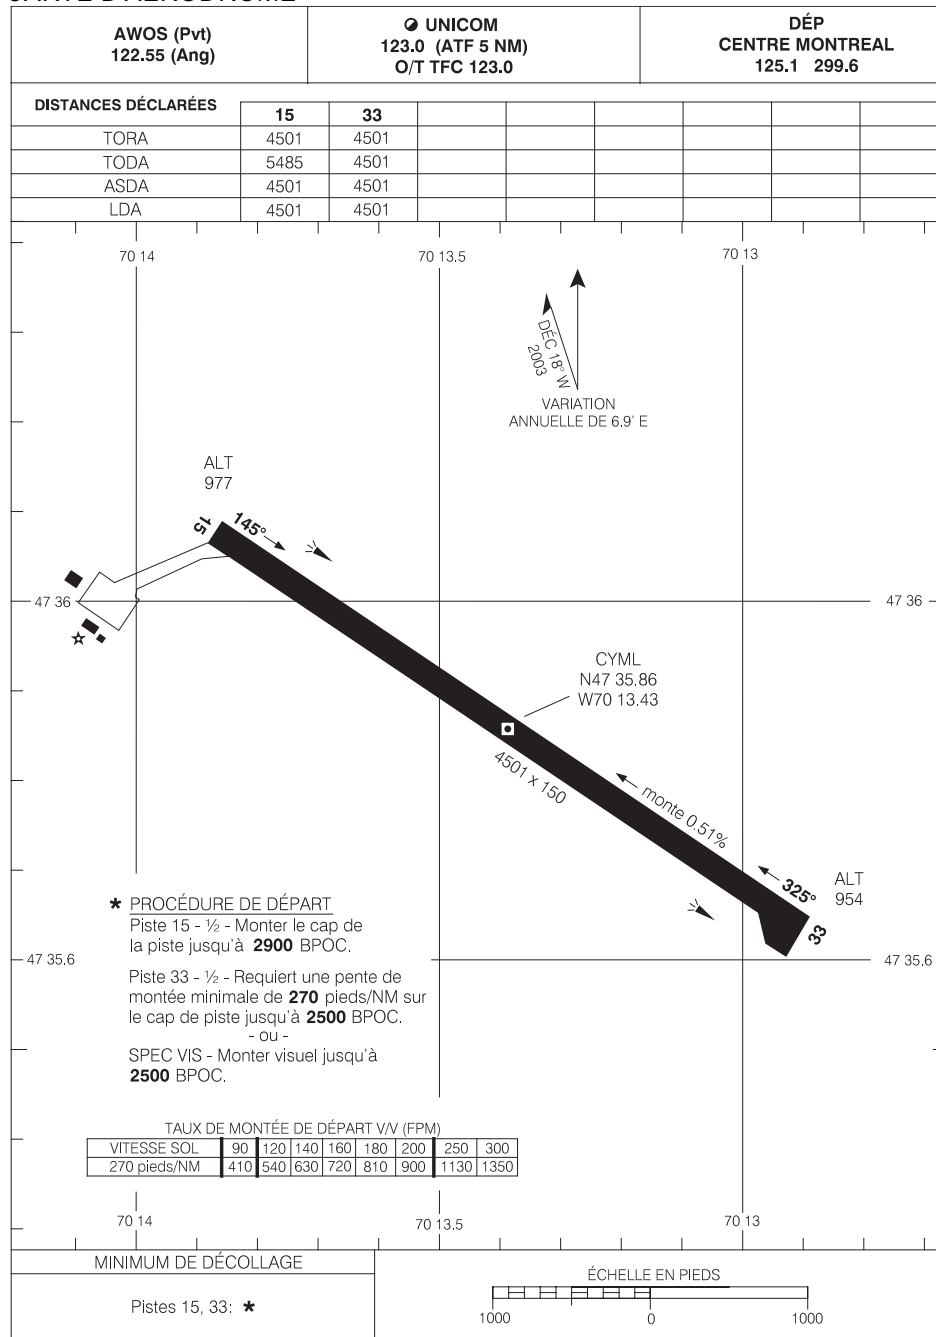 AWOS (Pvt)
122.55 (Ang)
UNICOM
123.0 (ATF 5 NM)
O/T TFC 123.0
DÉP
CENTRE MONTREAL
125.1 299.6
DISTANCES DÉCLARÉES 15 33
TORA 4501 4501
TODA 5485 4501
ASDA 4501 4501
LDA 4501 4501
70 14 70 13.5 70 13
DÉC 18° W
2003
VARIATION
ANNUELLE DE 6.9' E
ALT
977
15
145°
47 36 47 36
CYML
N47 35.86
W70 13.43
4501 x 150
monte 0.51%
325°
ALT
954
33
* PROCÉDURE DE DÉPART
Piste 15 - ½ - Monter le cap de
la piste jusqu'à 2900 BPOC.
47 35.6 47 35.6
Piste 33 - ½ - Requiert une pente de
montée minimale de 270 pieds/NM sur
le cap de piste jusqu'à 2500 BPOC.
- ou -
SPEC VIS - Monter visuel jusqu'à
2500 BPOC.
TAUX DE MONTÉE DE DÉPART V/V (FPM)
VITESSE SOL 90 120 140 160 180 200 250 300
270 pieds/NM 410 540 630 720 810 900 1130 1350
70 14 70 13.5 70 13
MINIMUM DE DÉCOLLAGE
Pistes 15, 33: *
ÉCHELLE EN PIEDS
1000 0 1000